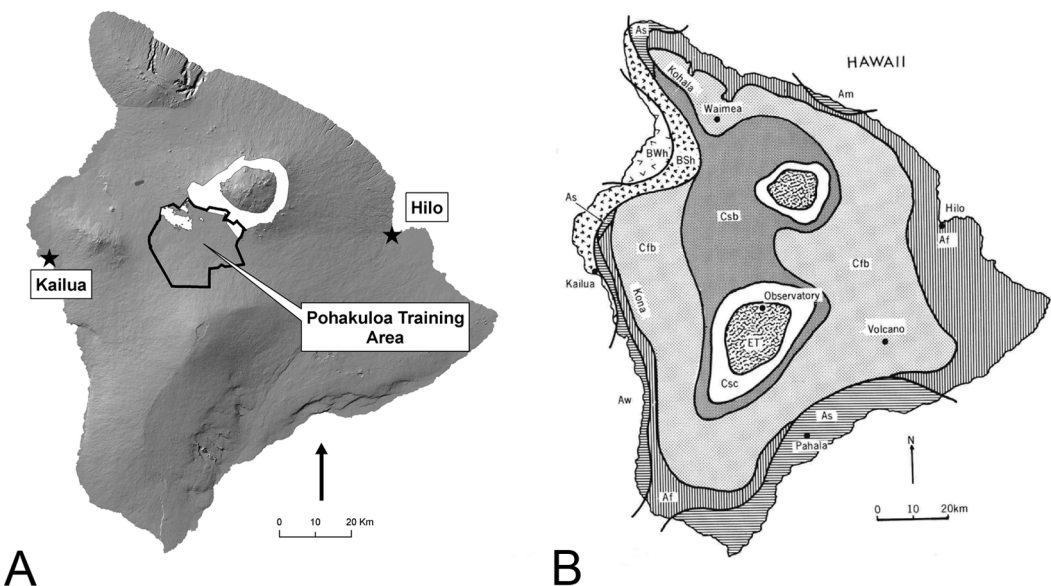 Hilo
Kailua
Pohakuloa Training
Area
0 10 20 Km
A
HAWAII
As
Kohala
Waimea
Am
BWh
BSh
As
Csb
Hilo
Af
Cfb
Cfb
Kailua
Kona
Observatory
Volcano
ET
Csc
Aw
As
Pahala
N
Af
0 10 20km
B